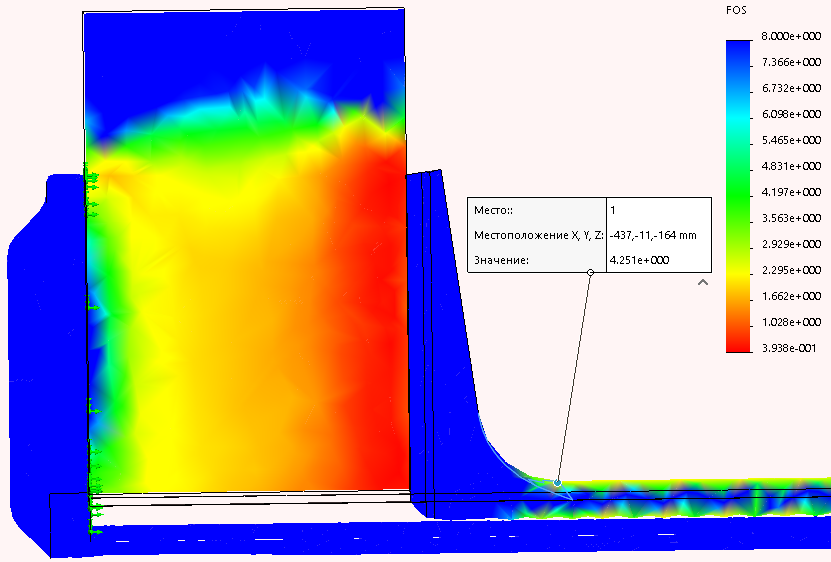 FOS
8.000e+000
7.366e+000
6.732e+000
6.098e+000
5.465e+000
4.831e+000
4.197e+000
3.563e+000
2.929e+000
2.295e+000
1.662e+000
1.028e+000
3.938e-001
Место:: 1
Местоположение X, Y, Z: -437,-11,-164 mm
Значение: 4.251e+000